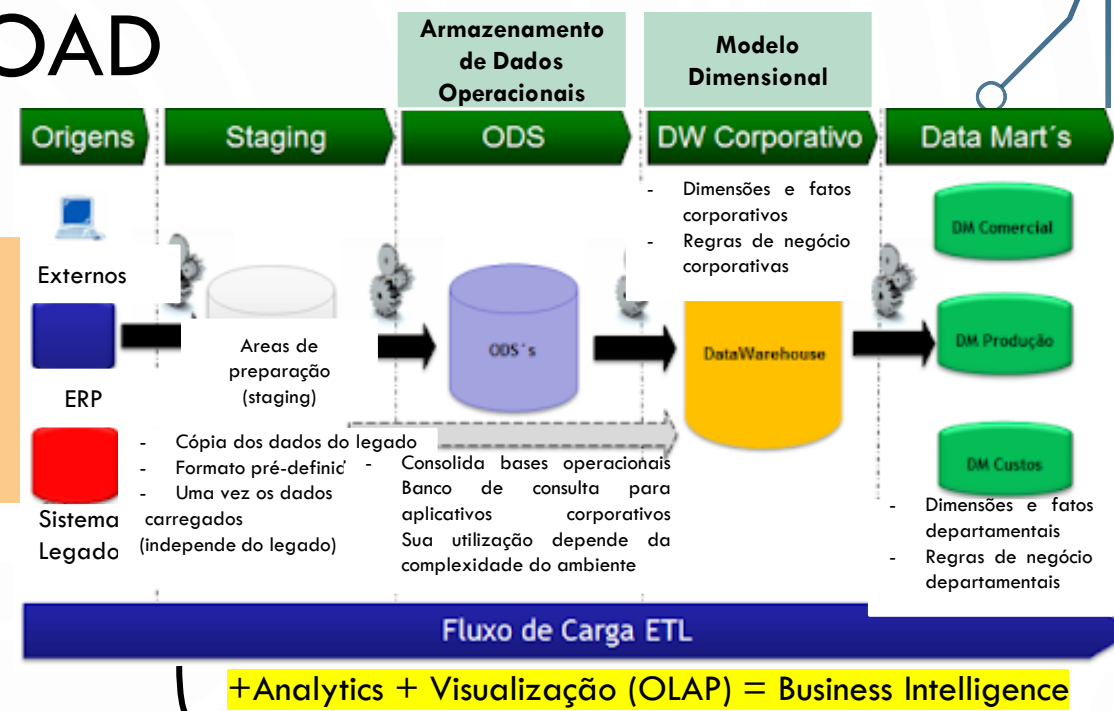 OAD
Armazenamento
de Dados
Operacionais
Modelo
Dimensional
Origens
Staging
ODS
DW Corporativo
Data Mart´s
Externos
ERP
Sistema
Legado
Areas de
preparação
(staging)
- Cópia dos dados do legado
- Formato pré-definic
- Uma vez os dados
carregados
(independe do legado)
ODS´s
- Consolida bases operacionais
Banco de consulta para
aplicativos corporativos
Sua utilização depende da
complexidade do ambiente
- Dimensões e fatos
corporativos
- Regras de negócio
corporativas
DataWarehouse
DM Comercial
DM Produção
DM Custos
- Dimensões e fatos
departamentais
- Regras de negócio
departamentais
Fluxo de Carga ETL
+Analytics + Visualização (OLAP) = Business Intelligence